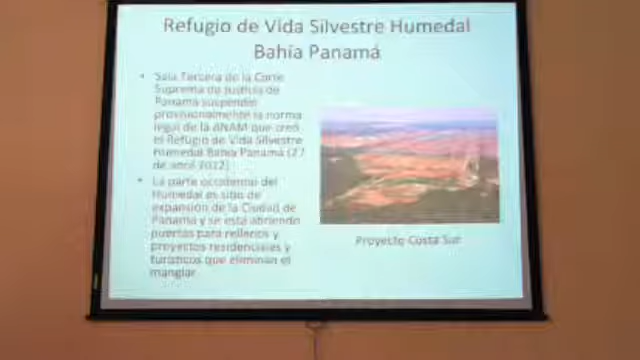 Refugio de Vida Silvestre Humedal
Bahía Panamá
• Sala Tercera de la Corte
Suprema de Justicia de
Panamá suspendió
provisionalmente la norma
legal de la ANAM que creó
el Refugio de Vida Silvestre
Humedal Bahía Panamá (27
de abril 2012)
• La parte occidental del
Humedal es sitio de
expansión de la Ciudad de
Panamá y se está abriendo
puertas para rellenos y
proyectos residenciales y
turísticos que eliminan el
manglar.
Proyecto Costa Sur